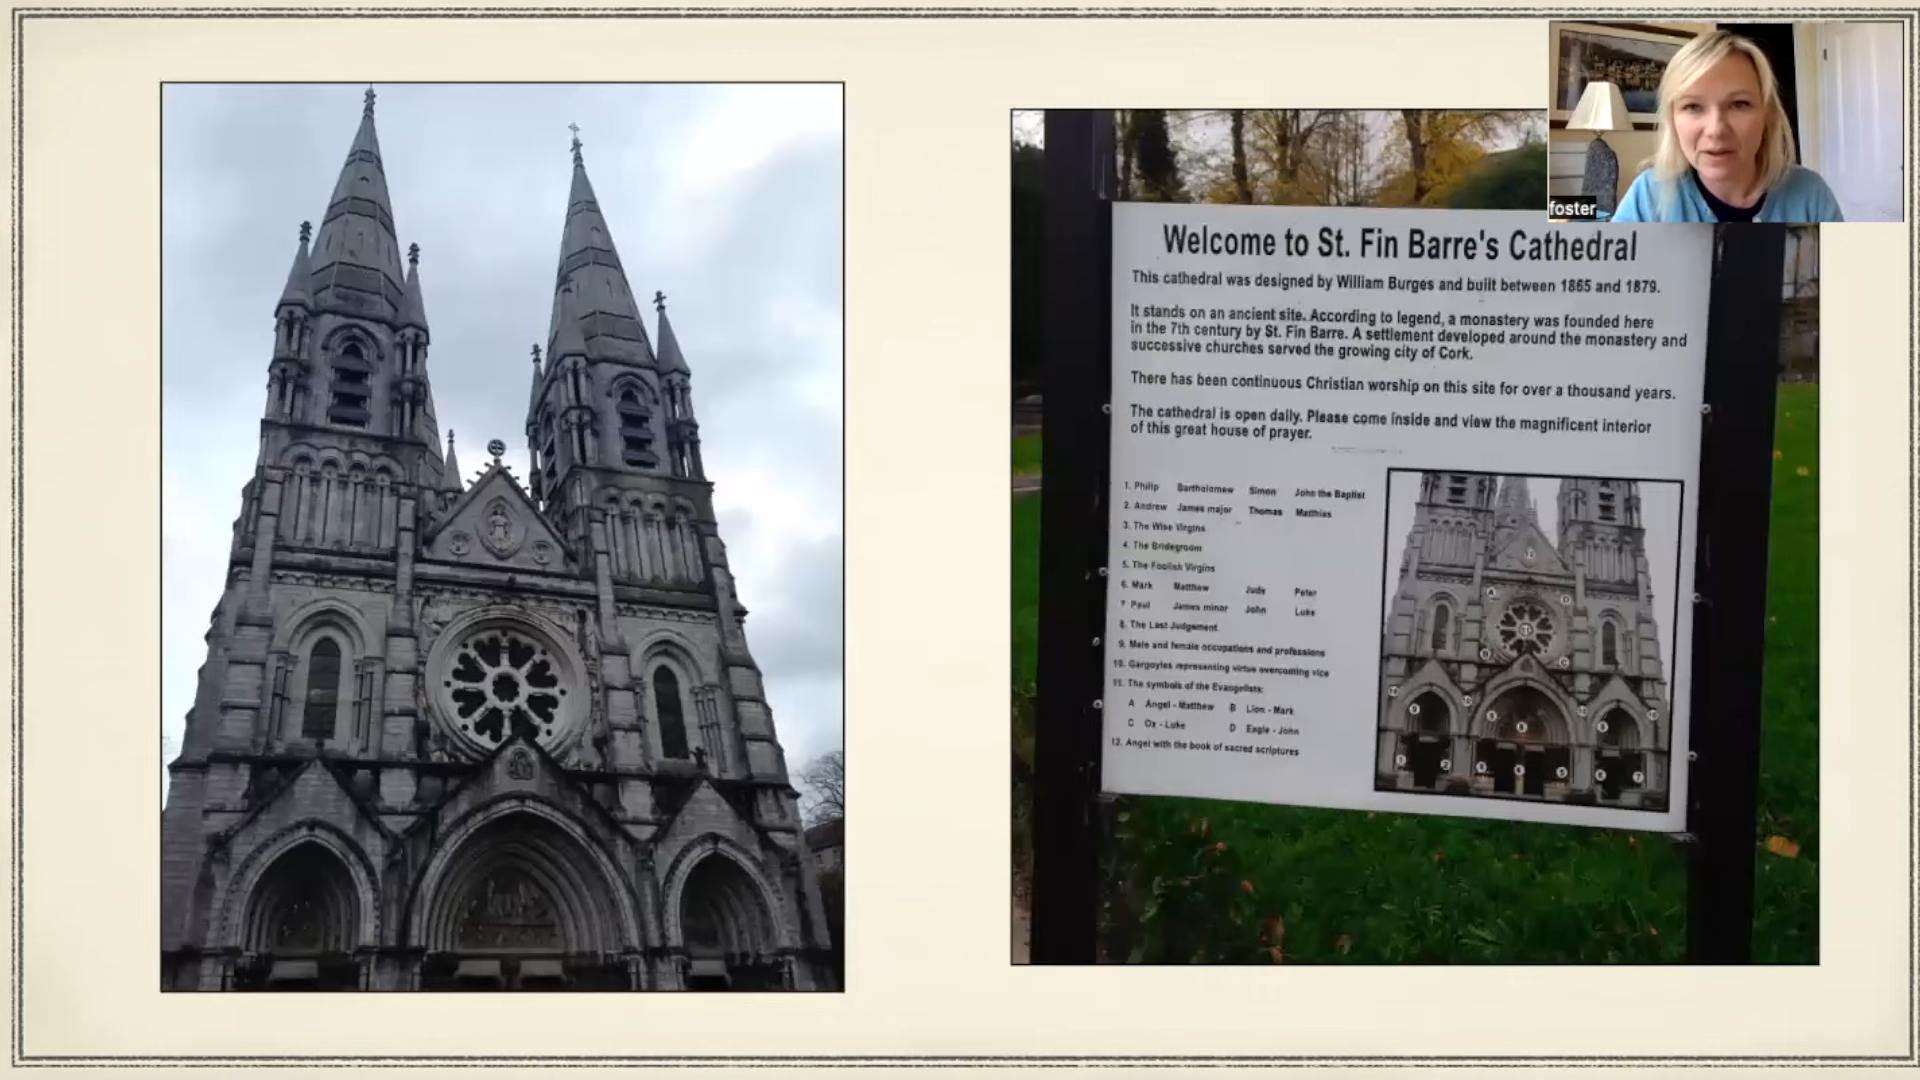 foster
Welcome to St. Fin Barre's Cathedral
This cathedral was designed by William Burges and built between 1865 and 1879.
It stands on an ancient site. According to legend, a monastery was founded here
in the 7th century by St. Fin Barre. A settlement developed around the monastery and
successive churches served the growing city of Cork.
There has been continuous Christian worship on this site for over a thousand years.
The cathedral is open daily. Please come inside and view the magnificent interior
of this great house of prayer.
1. Philip Bartholomew Simon John the Baptist
2. Andrew James major Thomas Matthias
3. The Wise Virgins
4. The Bridegroom
5. The Foolish Virgins
6. Mark Matthew Jude Peter
7 Paul James minor John Luke
8. The Last Judgement
9. Male and female occupations and professions
10. Gargoyles representing virtue overcoming vice
11. The symbols of the Evangelists:
A Angel - Matthew B Lion - Mark
C Ox - Luke D Eagle - John
12. Angel with the book of sacred scriptures